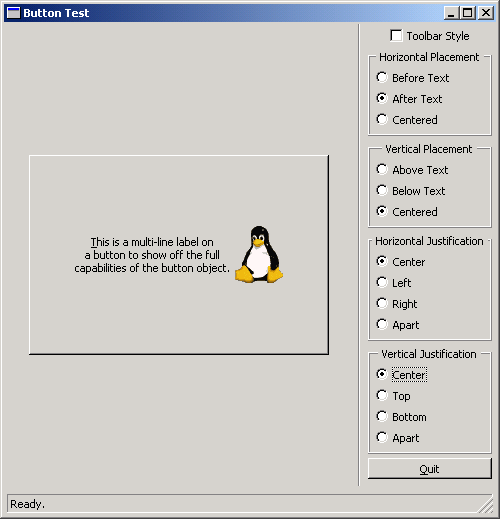 Button Test
Toolbar Style
Horizontal Placement
Before Text
After Text
Centered
Vertical Placement
Above Text
Below Text
Centered
This is a multi-line label on
a button to show off the full
capabilities of the button object.
Horizontal Justification
Center
Left
Right
Apart
Vertical Justification
Center
Top
Bottom
Apart
Quit
Ready.